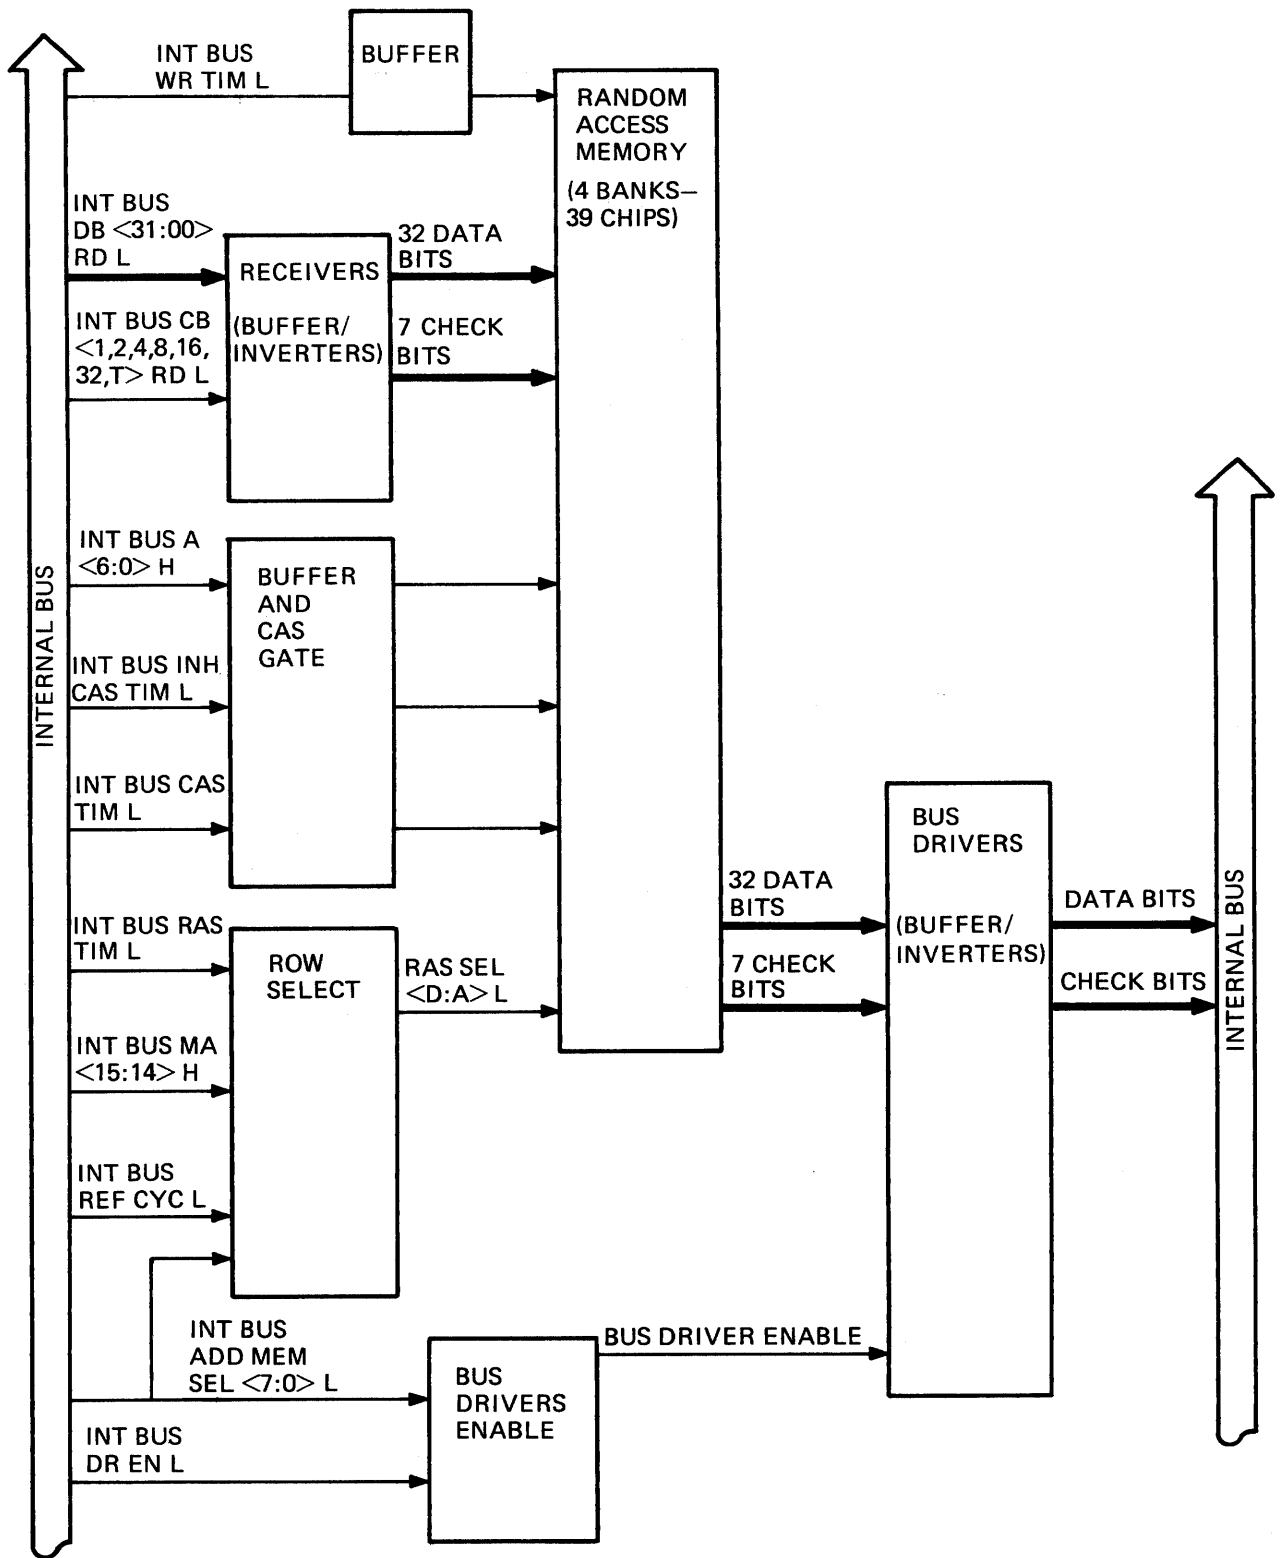 INT BUS
WR TIM L
BUFFER
RANDOM
ACCESS
MEMORY
(4 BANKS—
39 CHIPS)
INT BUS
DB <31:00>
RD L
RECEIVERS
(BUFFER/
INVERTERS)
32 DATA
BITS
INT BUS CB
<1,2,4,8,16,
32,T> RD L
7 CHECK
BITS
INTERNAL BUS
INT BUS A
<6:0> H
BUFFER
AND
CAS
GATE
INT BUS INH
CAS TIM L
INT BUS CAS
TIM L
INT BUS RAS
TIM L
ROW
SELECT
RAS SEL
<D:A> L
INT BUS MA
<15:14> H
INT BUS
REF CYC L
32 DATA
BITS
7 CHECK
BITS
BUS
DRIVERS
(BUFFER/
INVERTERS)
DATA BITS
CHECK BITS
INTERNAL BUS
INT BUS
ADD MEM
SEL <7:0> L
INT BUS
DR EN L
BUS
DRIVERS
ENABLE
BUS DRIVER ENABLE